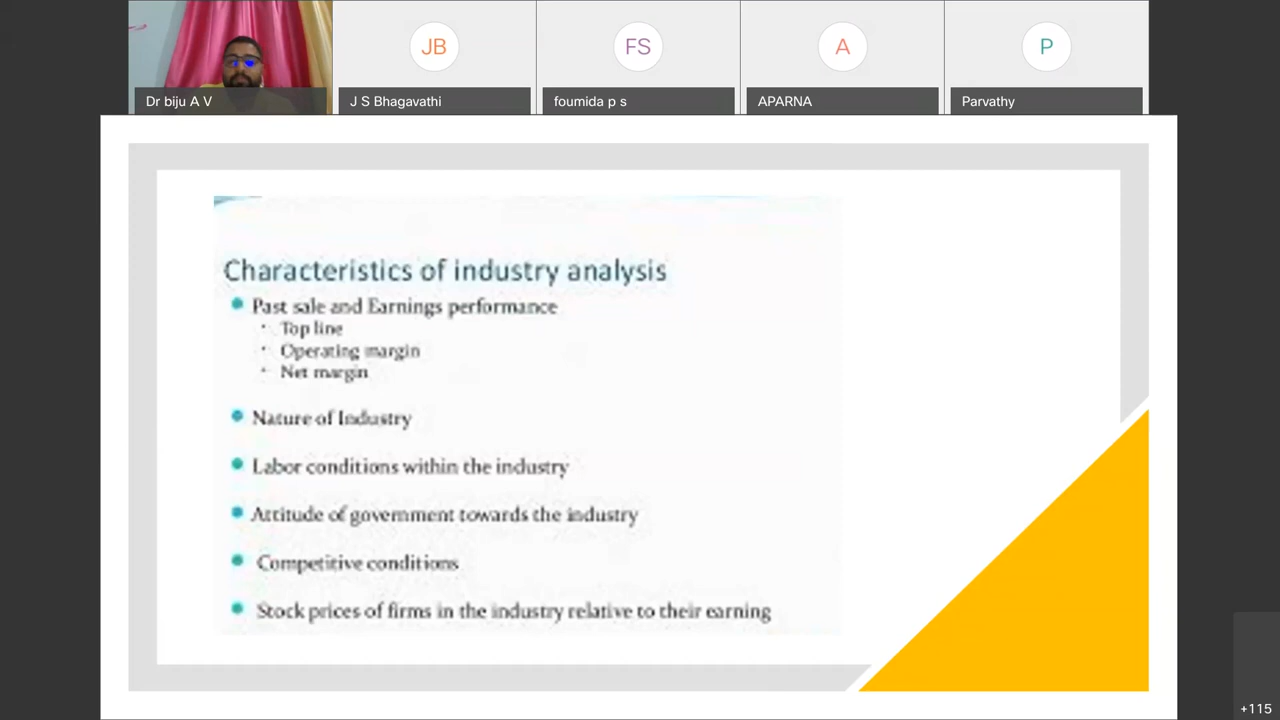 JB
FS
A
P
Dr biju A V
J S Bhagavathi
foumida p s
APARNA
Parvathy
Characteristics of industry analysis
Past sale and Earnings performance
Top line
Operating margin
Net margin
Nature of Industry
Labor conditions within the industry
Attitude of government towards the industry
Competitive conditions
Stock prices of firms in the industry relative to their earning
+115